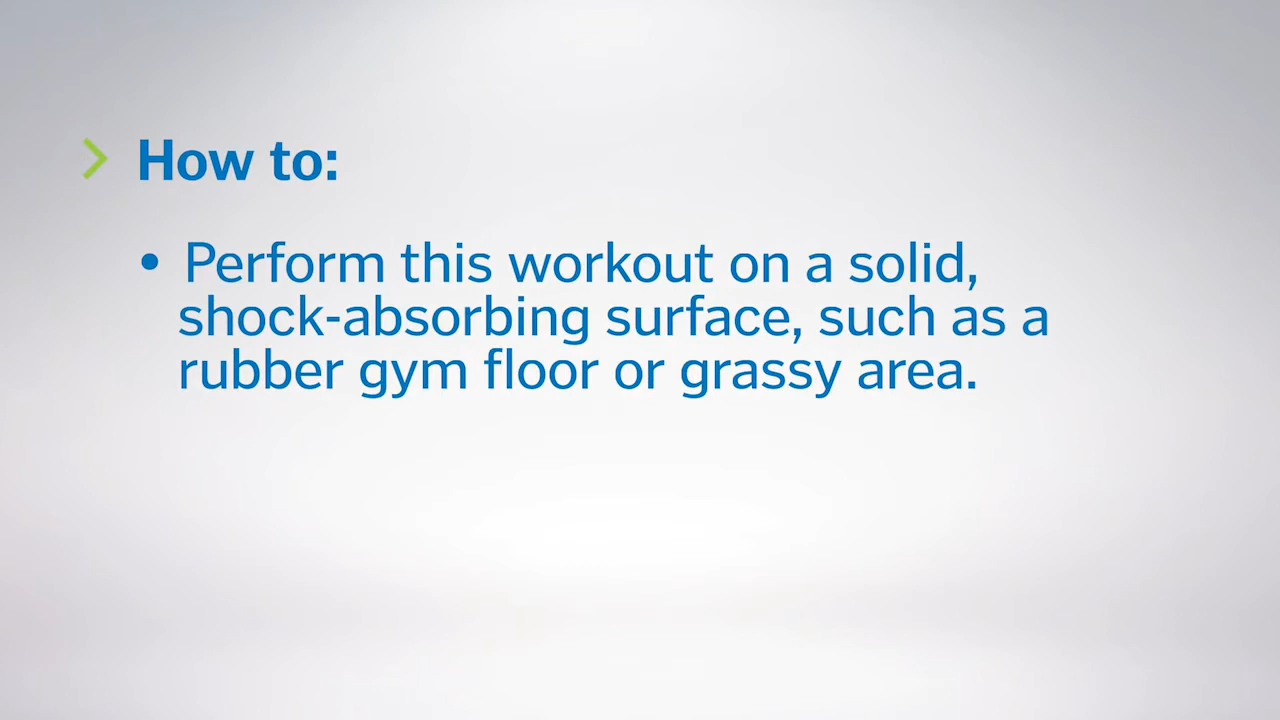 How to:
• Perform this workout on a solid,
shock-absorbing surface, such as a
rubber gym floor or grassy area.